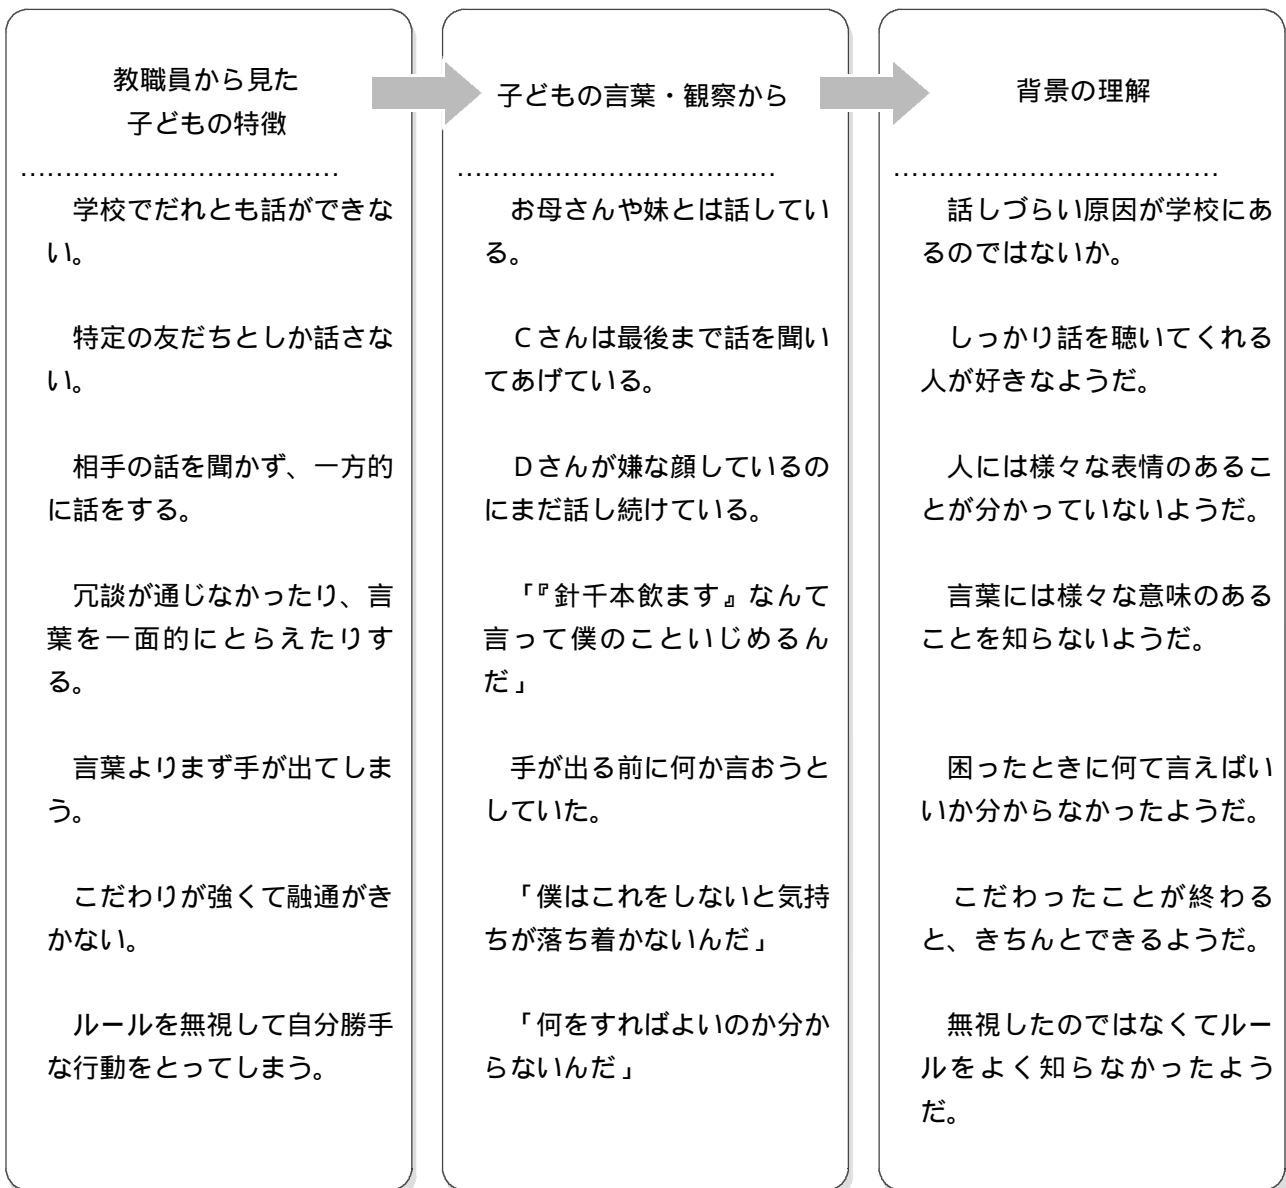 教職員から見た
子どもの特徴
…………………………………
学校でだれとも話ができな
い。
特定の友だちとしか話さな
い。
相手の話を聞かず、一方的
に話をする。
冗談が通じなかったり、言
葉を一面的にとらえたりす
る。
言葉よりまず手が出てしま
う。
こだわりが強くて融通がき
かない。
ルールを無視して自分勝手
な行動をとってしまう。
子どもの言葉・観察から
…………………………………
お母さんや妹とは話してい
る。
Ｃさんは最後まで話を聞い
てあげている。
Ｄさんが嫌な顔しているの
にまだ話し続けている。
「『針千本飲ます』なんて
言って僕のこといじめるん
だ」
手が出る前に何か言おうと
していた。
「僕はこれをしないと気持
ちが落ち着かないんだ」
「何をすればよいのか分か
らないんだ」
背景の理解
…………………………………
話しづらい原因が学校にあ
るのではないか。
しっかり話を聴いてくれる
人が好きなようだ。
人には様々な表情のあるこ
とが分かっていないようだ。
言葉には様々な意味のある
ことを知らないようだ。
困ったときに何て言えばい
いか分からなかったようだ。
こだわったことが終わる
と、きちんとできるようだ。
無視したのではなくてルー
ルをよく知らなかったよう
だ。